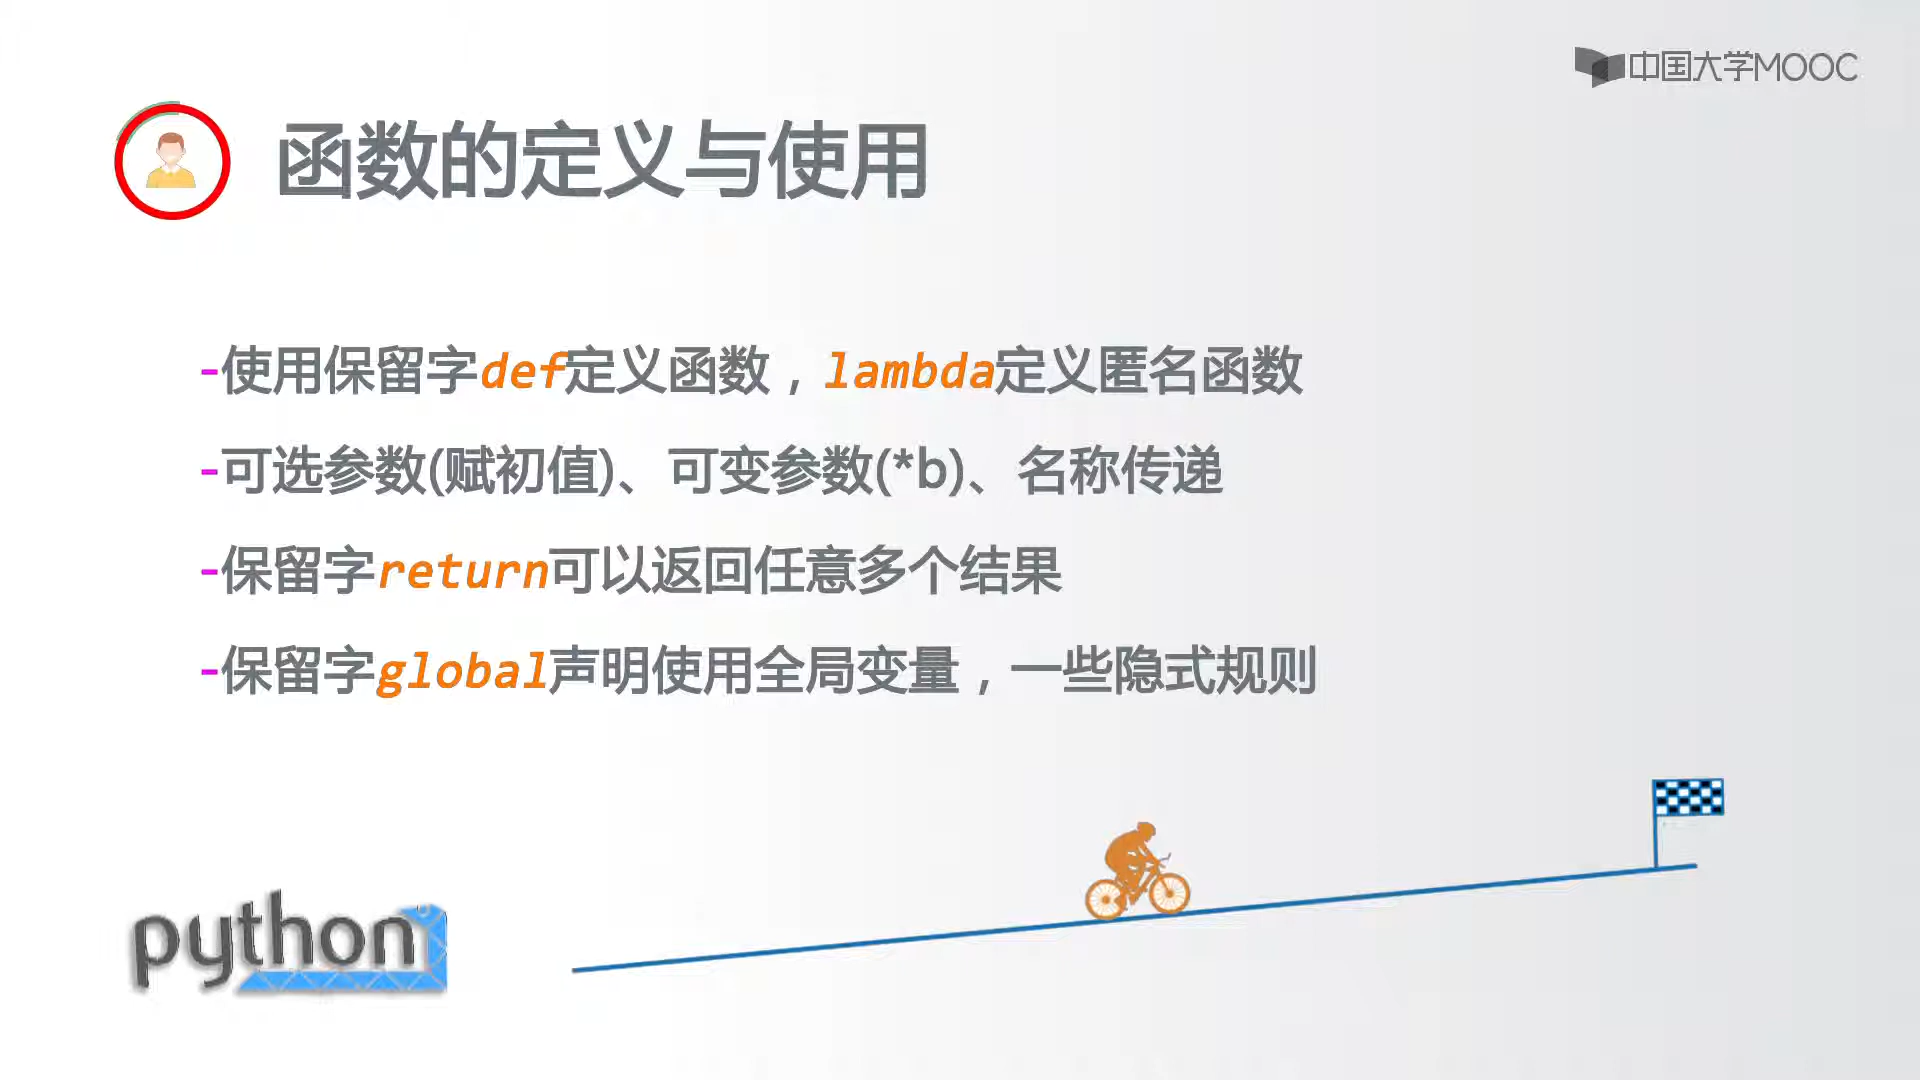 中国大学MOOC
函数的定义与使用
-使用保留字def定义函数，lambda定义匿名函数
-可选参数(赋初值)、可变参数(*b)、名称传递
-保留字return可以返回任意多个结果
-保留字global声明使用全局变量，一些隐式规则
python